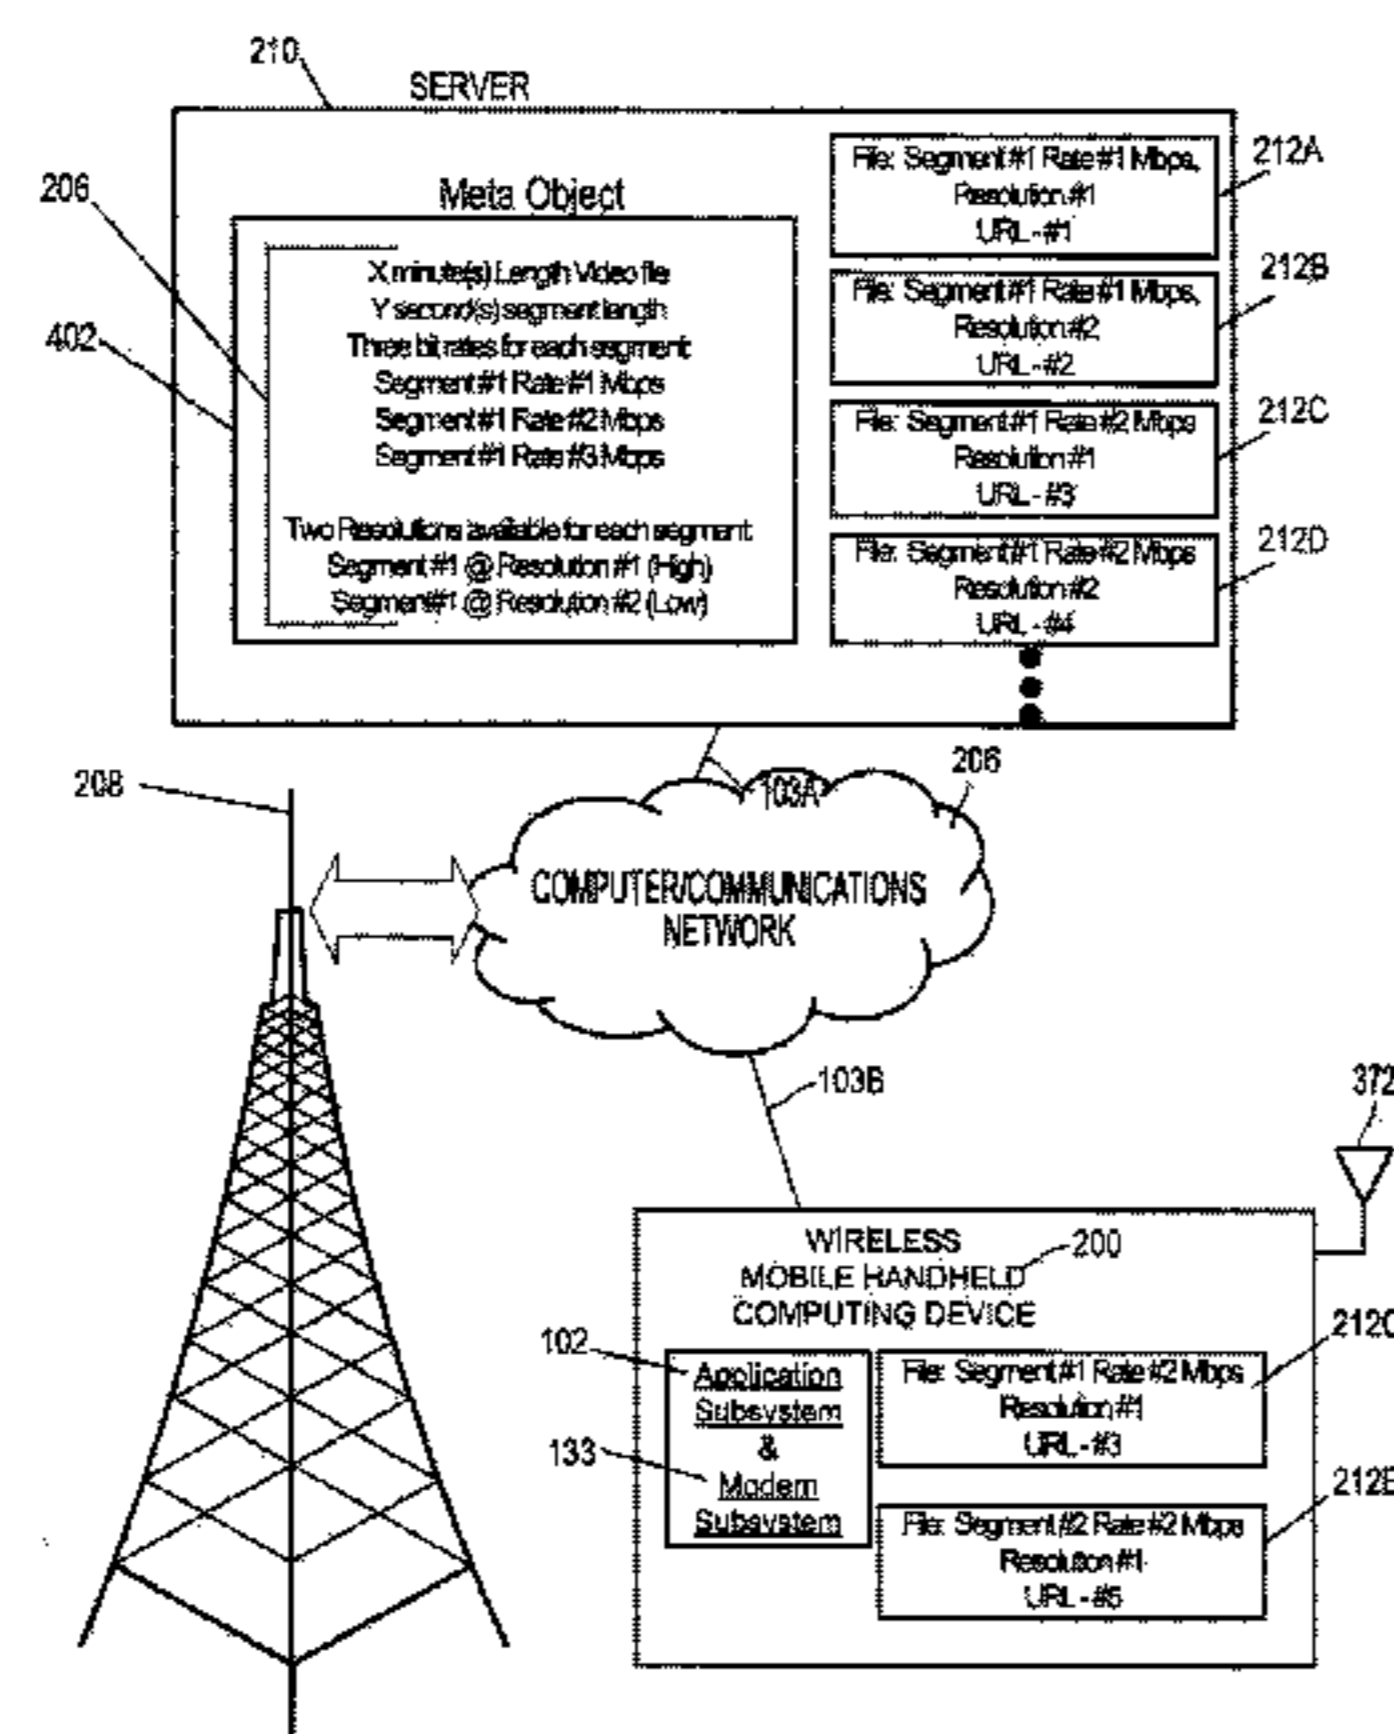 210
SERVER
206
402
Meta Object
X minute(s) Length Video file
Y second(s) segment length
Three bit rates for each segment:
Segment #1 Rate #1 Mbps
Segment #1 Rate #2 Mbps
Segment #1 Rate #3 Mbps
Two Resolutions available for each segment:
Segment #1 @ Resolution #1 (High)
Segment #1 @ Resolution #2 (Low)
File: Segment #1 Rate #1 Mbps,
Resolution #1
URL - #1
212A
File: Segment #1 Rate #1 Mbps,
Resolution #2
URL - #2
212B
File: Segment #1 Rate #2 Mbps
Resolution #1
URL - #3
212C
File: Segment #1 Rate #2 Mbps
Resolution #2
URL - #4
212D
208
103A
206
COMPUTER/COMMUNICATIONS
NETWORK
103B
372
WIRELESS
MOBILE HANDHELD
COMPUTING DEVICE
200
102
133
Application
Subsystem
&
Modem
Subsystem
File: Segment #1 Rate #2 Mbps
Resolution #1
URL - #3
212C
File: Segment #2 Rate #2 Mbps
Resolution #1
URL - #5
212E